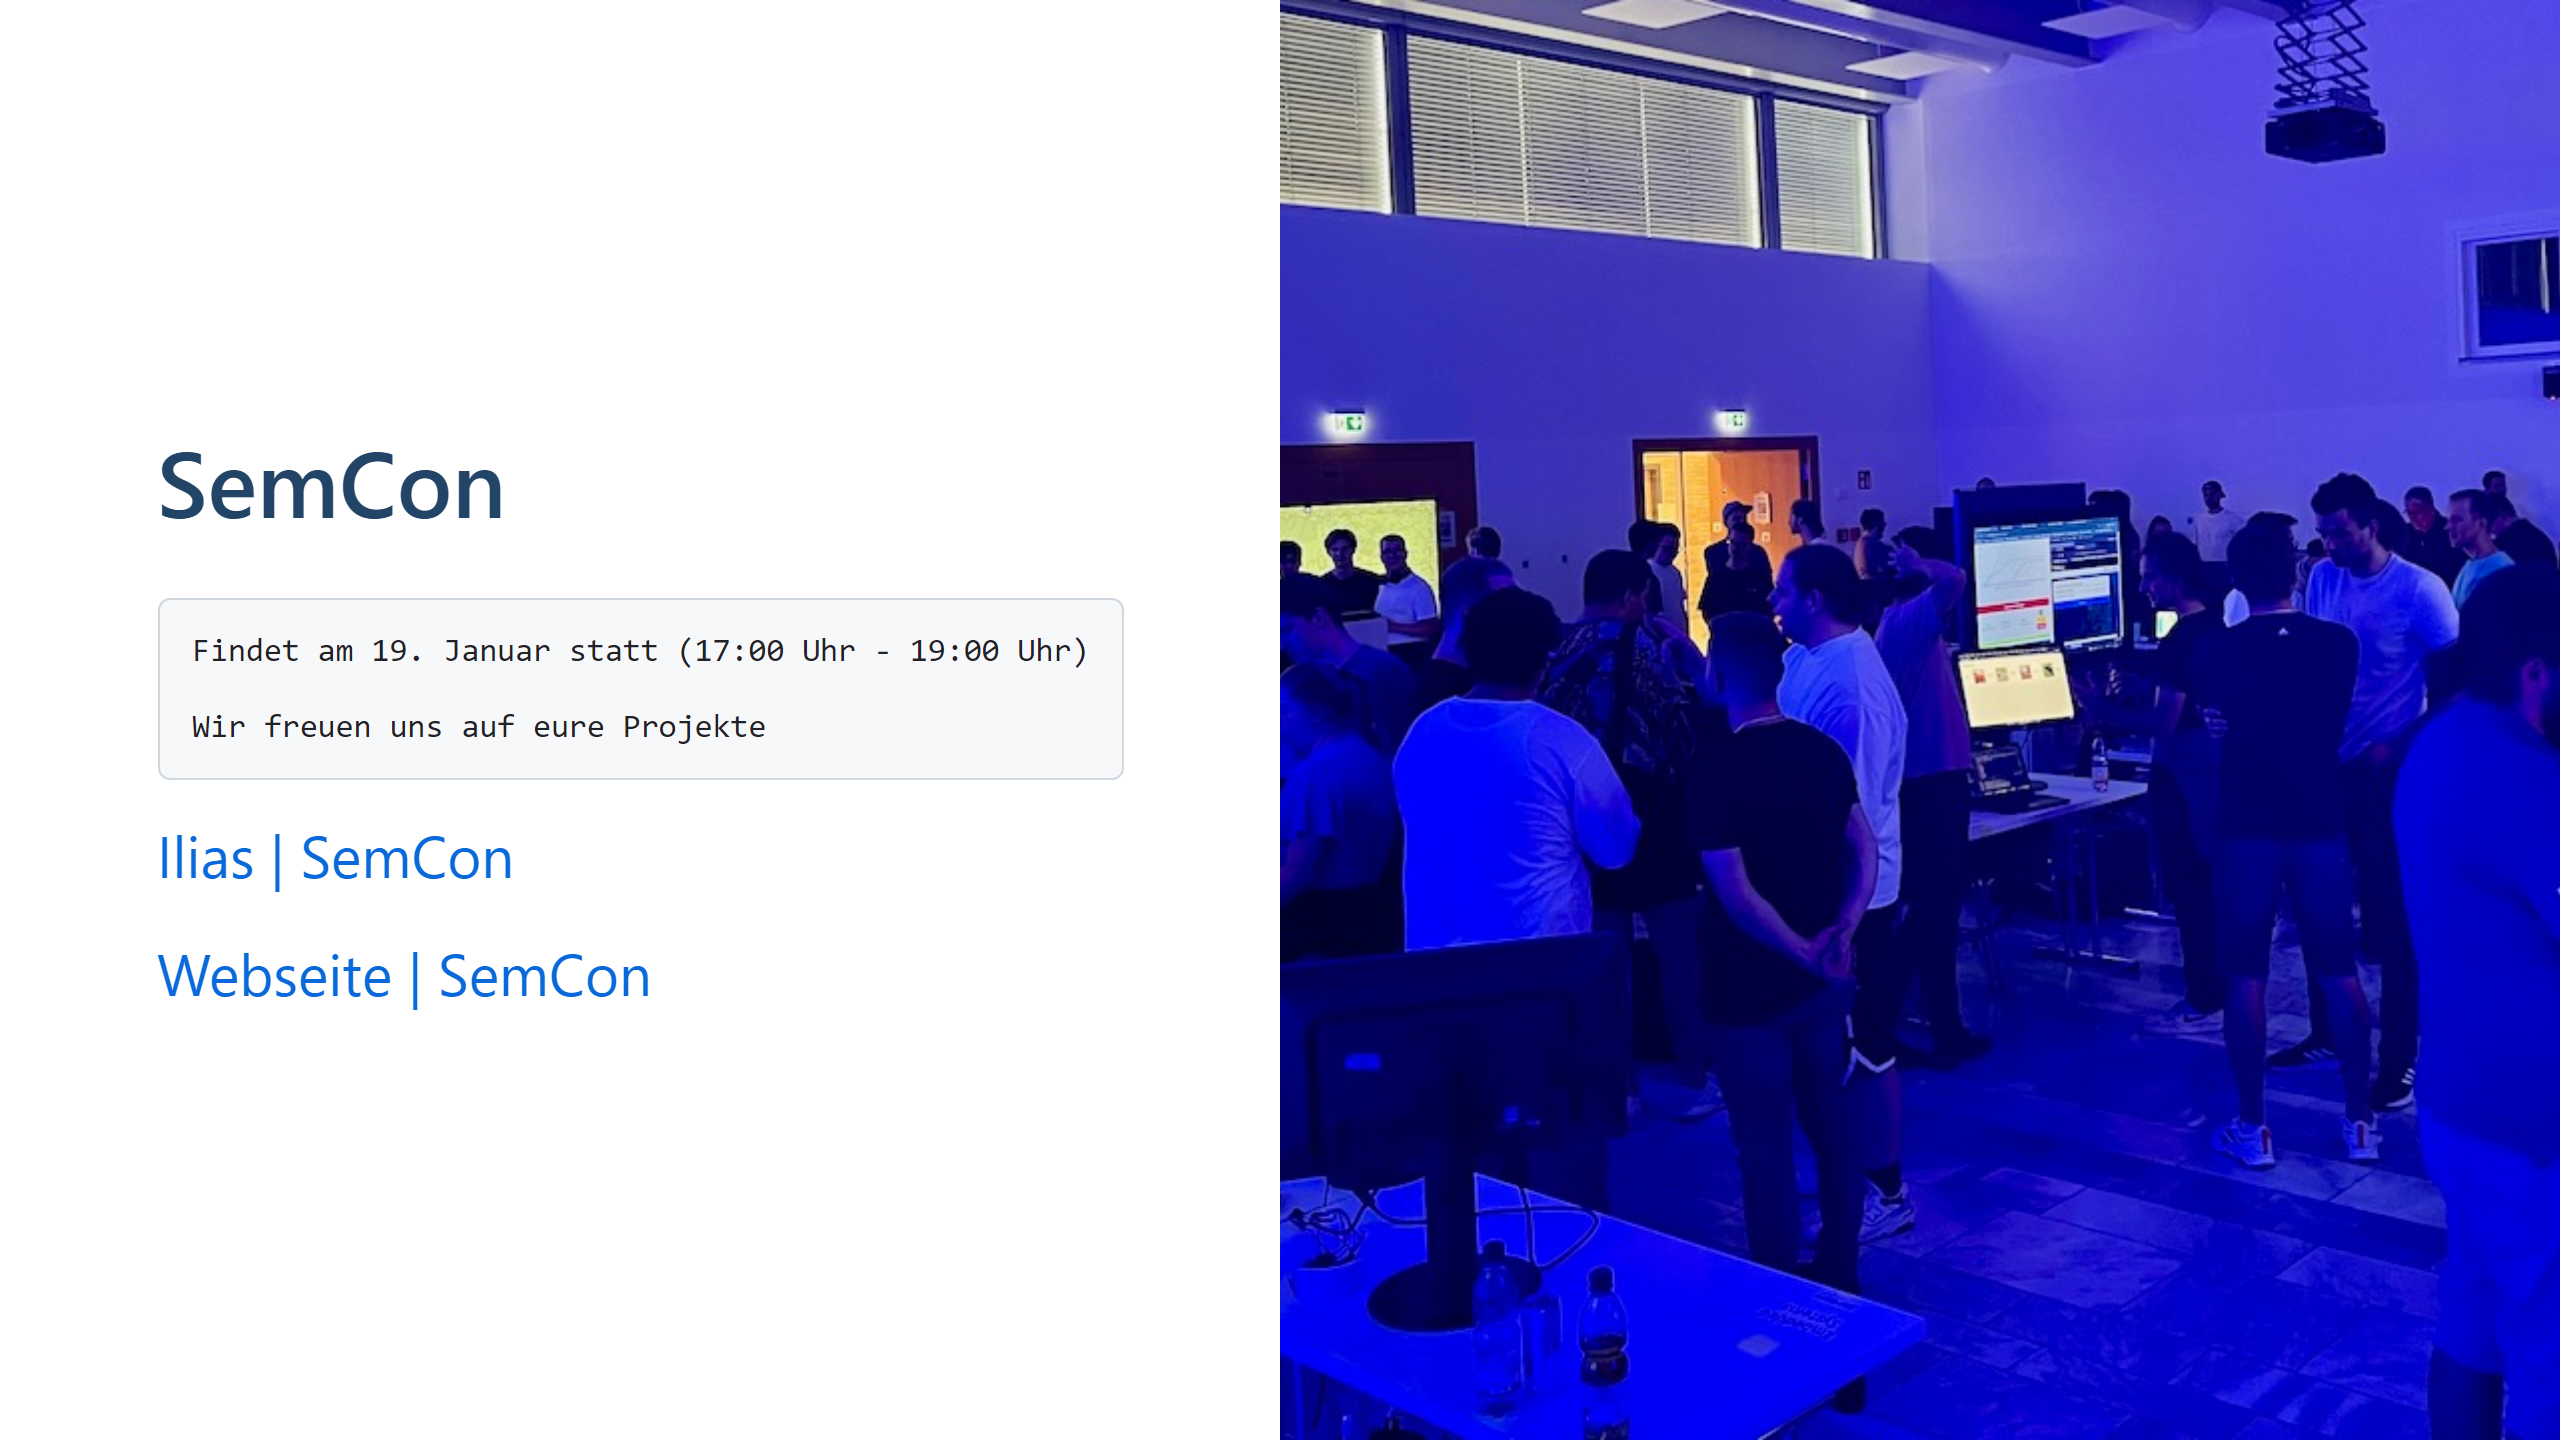 SemCon
Findet am 19. Januar statt (17:00 Uhr - 19:00 Uhr)
Wir freuen uns auf eure Projekte
Ilias | SemCon
Webseite | SemCon